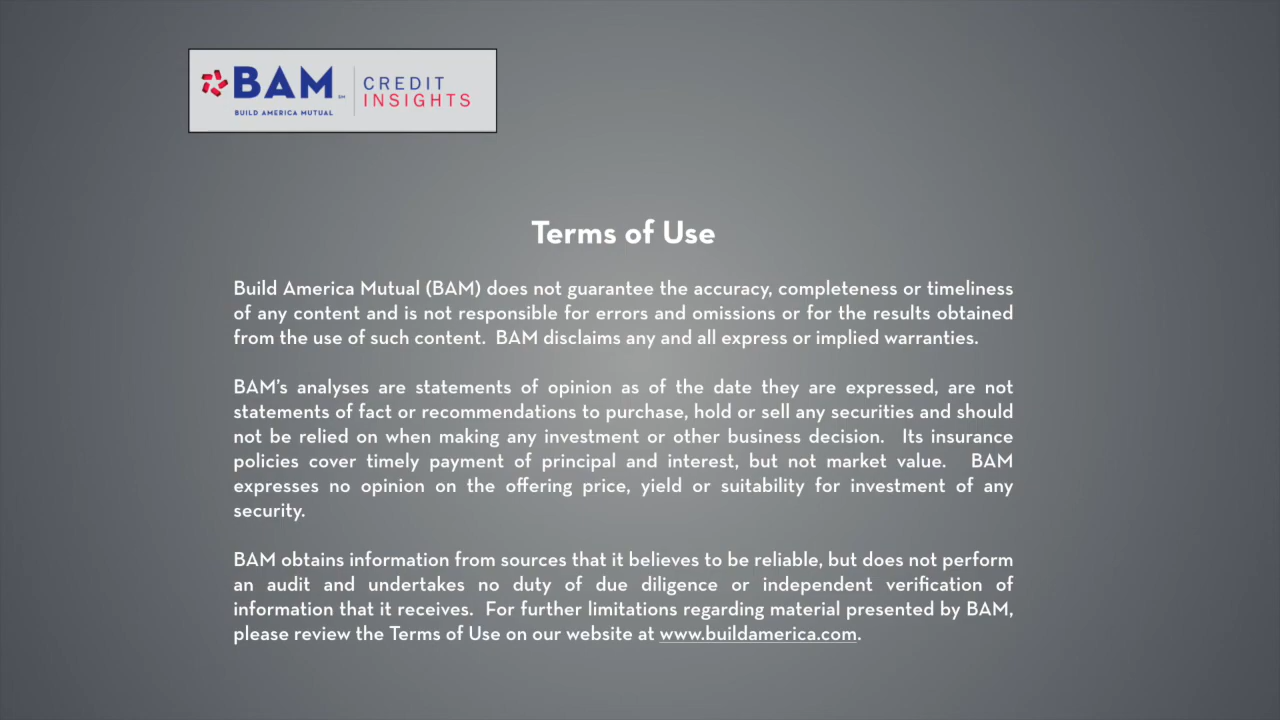 BAM SM
BUILD AMERICA MUTUAL
CREDIT
INSIGHTS
Terms of Use
Build America Mutual (BAM) does not guarantee the accuracy, completeness or timeliness
of any content and is not responsible for errors and omissions or for the results obtained
from the use of such content.  BAM disclaims any and all express or implied warranties.
BAM's analyses are statements of opinion as of the date they are expressed, are not
statements of fact or recommendations to purchase, hold or sell any securities and should
not be relied on when making any investment or other business decision.  Its insurance
policies cover timely payment of principal and interest, but not market value.  BAM
expresses no opinion on the offering price, yield or suitability for investment of any
security.
BAM obtains information from sources that it believes to be reliable, but does not perform
an audit and undertakes no duty of due diligence or independent verification of
information that it receives.  For further limitations regarding material presented by BAM,
please review the Terms of Use on our website at www.buildamerica.com.